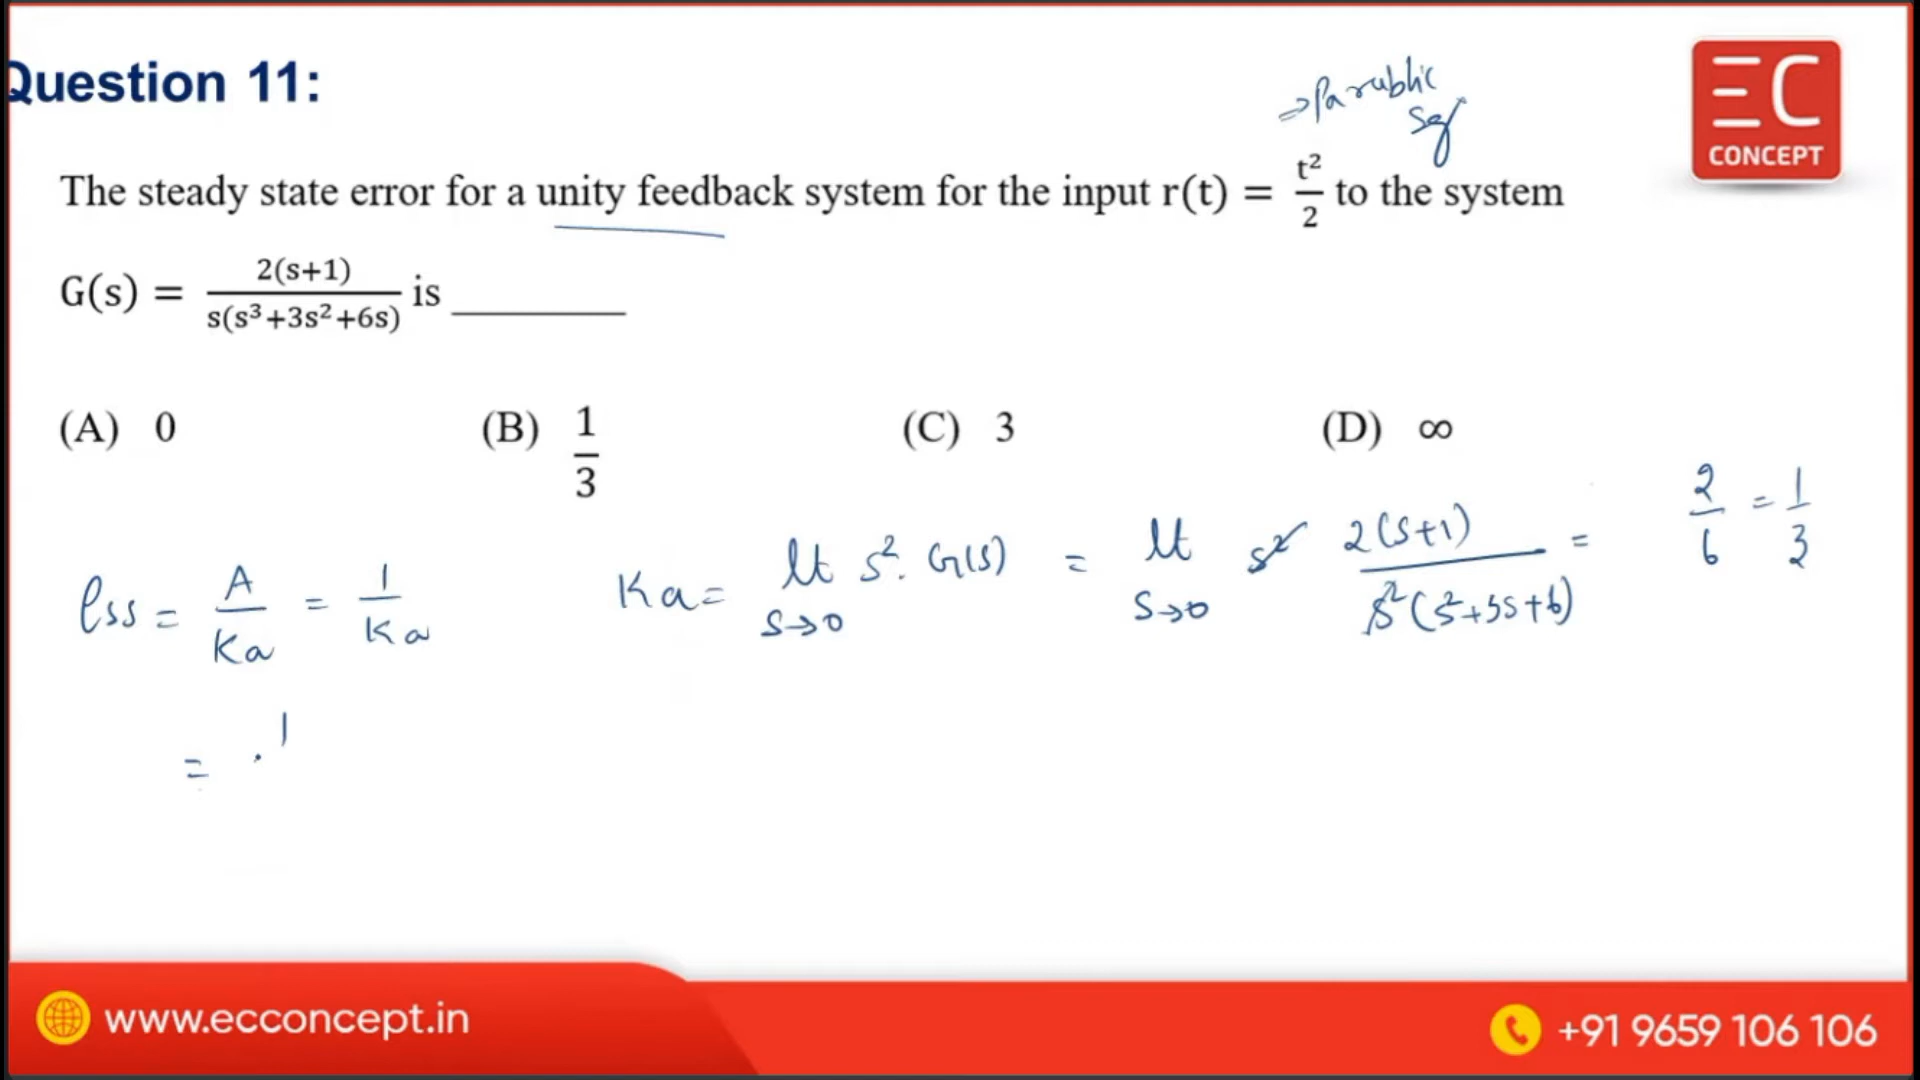 Question 11:
⇒ Parablic
Sg
EC
CONCEPT
The steady state error for a unity feedback system for the input r(t) = t²/2 to the system
G(s) = 2(s+1)/s(s³+3s²+6s) is ________
(A) 0 (B) 1/3 (C) 3 (D) ∞
ess = A/Ka = 1/Ka
Ka = lt s→0 s². G(s) = lt s→0 s² 2(s+1)/s²(s²+3s+6) = 2/6 = 1/3
= . 1
www.ecconcept.in
+91 9659 106 106